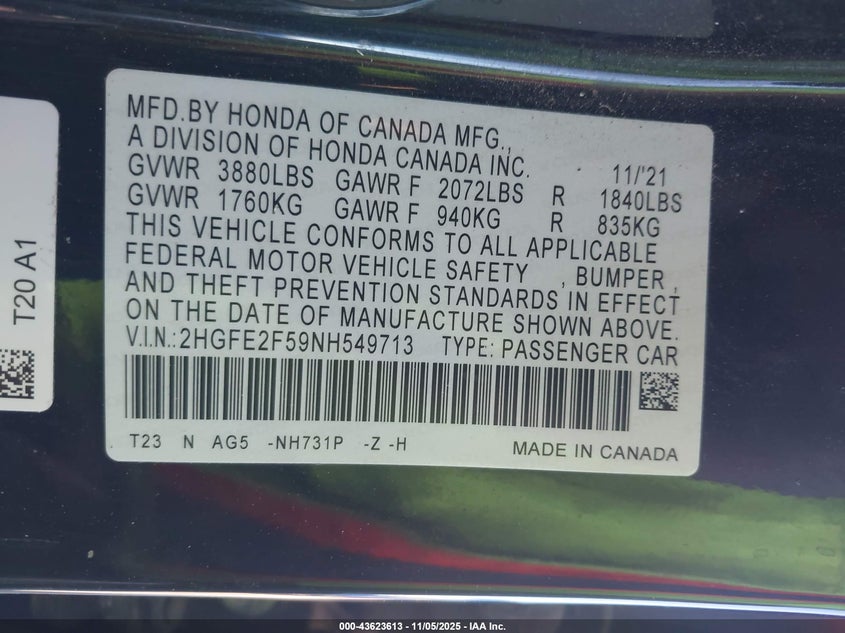 MFD.BY HONDA OF CANADA MFG.,
A DIVISION OF HONDA CANADA INC. 11/'21
GVWR 3880LBS GAWR F 2072LBS R 1840LBS
GVWR 1760KG GAWR F 940KG R 835KG
THIS VEHICLE CONFORMS TO ALL APPLICABLE
FEDERAL MOTOR VEHICLE SAFETY , BUMPER ,
AND THEFT PREVENTION STANDARDS IN EFFECT
ON THE DATE OF MANUFACTURE SHOWN ABOVE.
V.I.N.:2HGFE2F59NH549713 TYPE: PASSENGER CAR
T23 N AG5 -NH731P -Z -H MADE IN CANADA
T20 A1
000-43623613 - 11/05/2025 - IAA Inc.